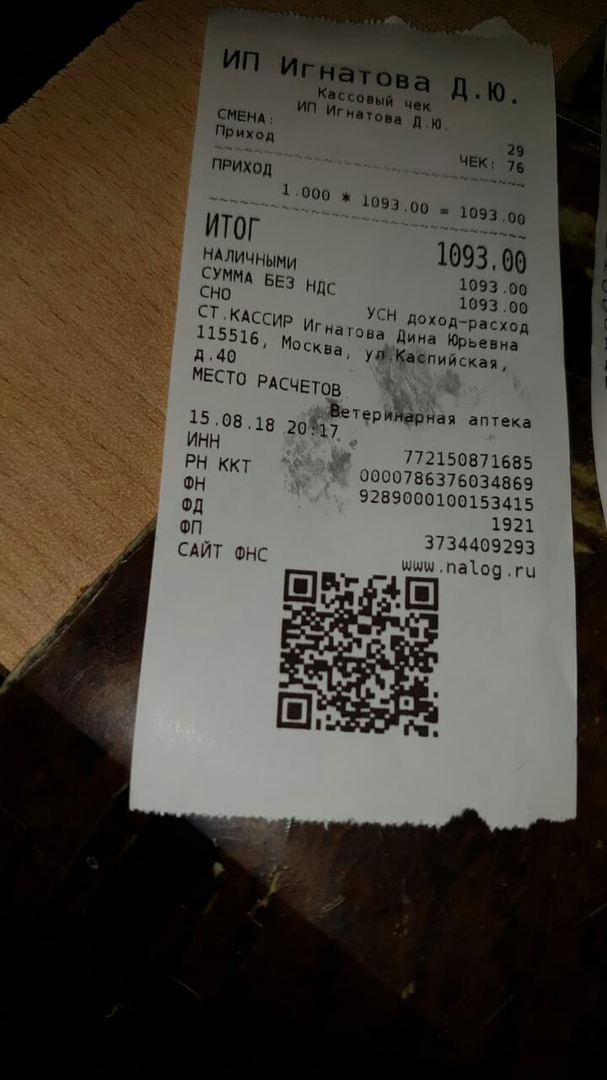 ИП Игнатова Д.Ю.
Кассовый чек
ИП Игнатова Д.Ю.
СМЕНА: 29
Приход ЧЕК: 76
ПРИХОД
1.000 * 1093.00 = 1093.00
ИТОГ 1093.00
НАЛИЧНЫМИ 1093.00
СУММА БЕЗ НДС 1093.00
СНО УСН доход-расход
СТ.КАССИР Игнатова Дина Юрьевна
115516, Москва, ул.Каспийская,
д.40
МЕСТО РАСЧЕТОВ
Ветеринарная аптека
15.08.18 20:17
ИНН 772150871685
РН ККТ 0000786376034869
ФН 9289000100153415
ФД 1921
ФП 3734409293
САЙТ ФНС www.nalog.ru